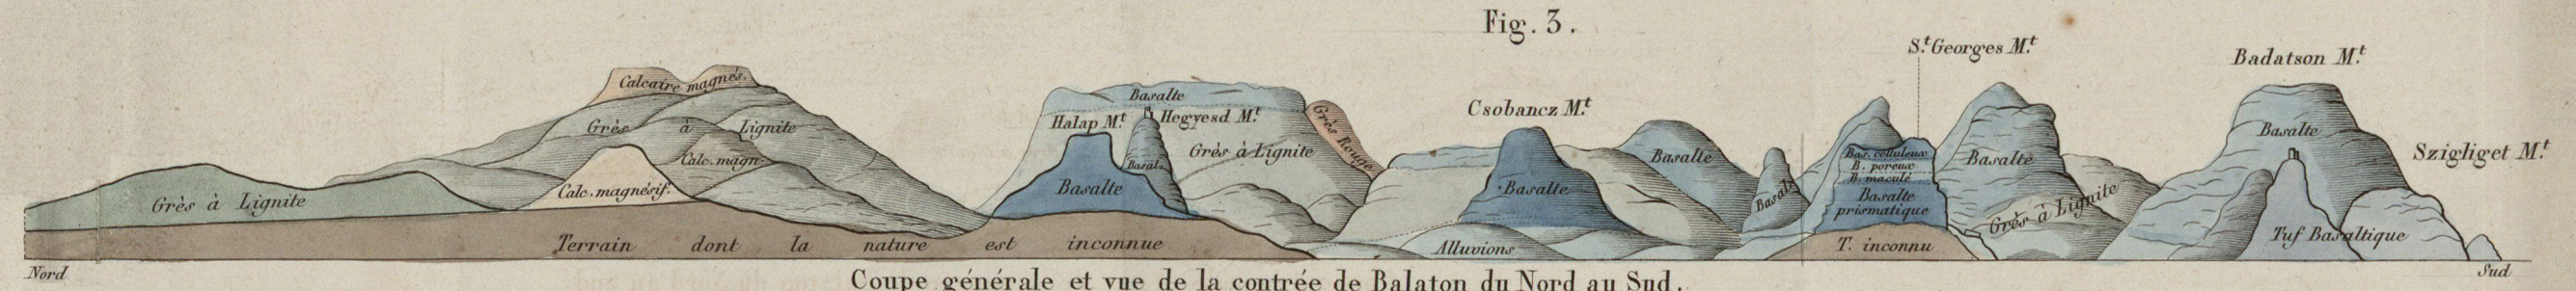 Fig. 3.
St Georges Mt
Badatson Mt
Calcaire magnés.
Basalte
Halap Mt
Hegyesd Mt
Csobancz Mt
Grès Rouge
Grès à Lignite
Calc. magn.
Basal.
Grès à Lignite
Basalte
Bas. celluleux
B. poreux
B. maculé
Basalte
prismatique
Basalte
Basalte
Szigliget Mt
Grès à Lignite
Calc. magnésif.
Basalte
Basalte
Basalte
Grès à Lignite
Tuf Basaltique
Terrain dont la nature est inconnue
Alluvions
T. inconnu
Nord
Sud
Coupe générale et vue de la contrée de Balaton du Nord au Sud.